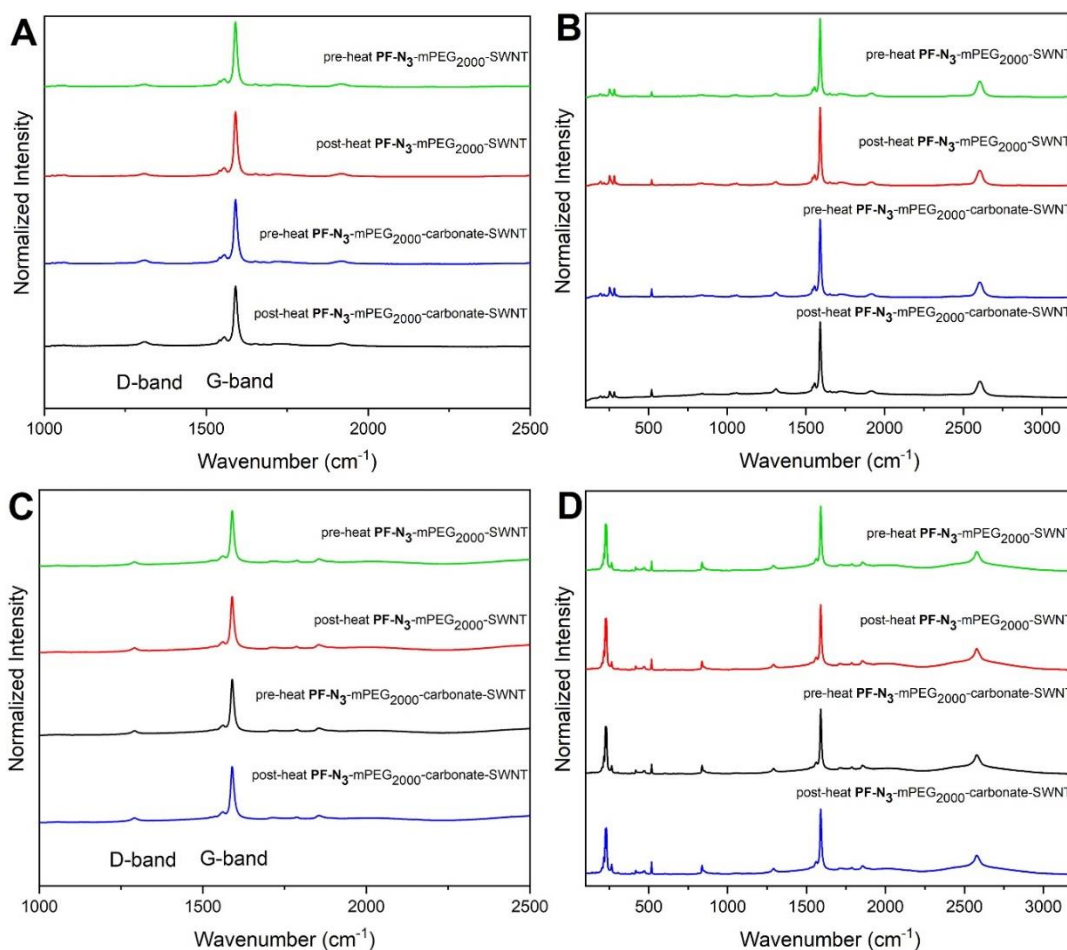 A
pre-heat PF-N3-mPEG2000-SWNT
post-heat PF-N3-mPEG2000-SWNT
pre-heat PF-N3-mPEG2000-carbonate-SWNT
post-heat PF-N3-mPEG2000-carbonate-SWNT
D-band G-band
Normalized Intensity
1000 1500 2000 2500
Wavenumber (cm-1)
B
pre-heat PF-N3-mPEG2000-SWNT
post-heat PF-N3-mPEG2000-SWNT
pre-heat PF-N3-mPEG2000-carbonate-SWNT
post-heat PF-N3-mPEG2000-carbonate-SWNT
Normalized Intensity
500 1000 1500 2000 2500 3000
Wavenumber (cm-1)
C
pre-heat PF-N3-mPEG2000-SWNT
post-heat PF-N3-mPEG2000-SWNT
pre-heat PF-N3-mPEG2000-carbonate-SWNT
post-heat PF-N3-mPEG2000-carbonate-SWNT
D-band G-band
Normalized Intensity
1000 1500 2000 2500
Wavenumber (cm-1)
D
pre-heat PF-N3-mPEG2000-SWNT
post-heat PF-N3-mPEG2000-SWNT
pre-heat PF-N3-mPEG2000-carbonate-SWNT
post-heat PF-N3-mPEG2000-carbonate-SWNT
Normalized Intensity
500 1000 1500 2000 2500 3000
Wavenumber (cm-1)